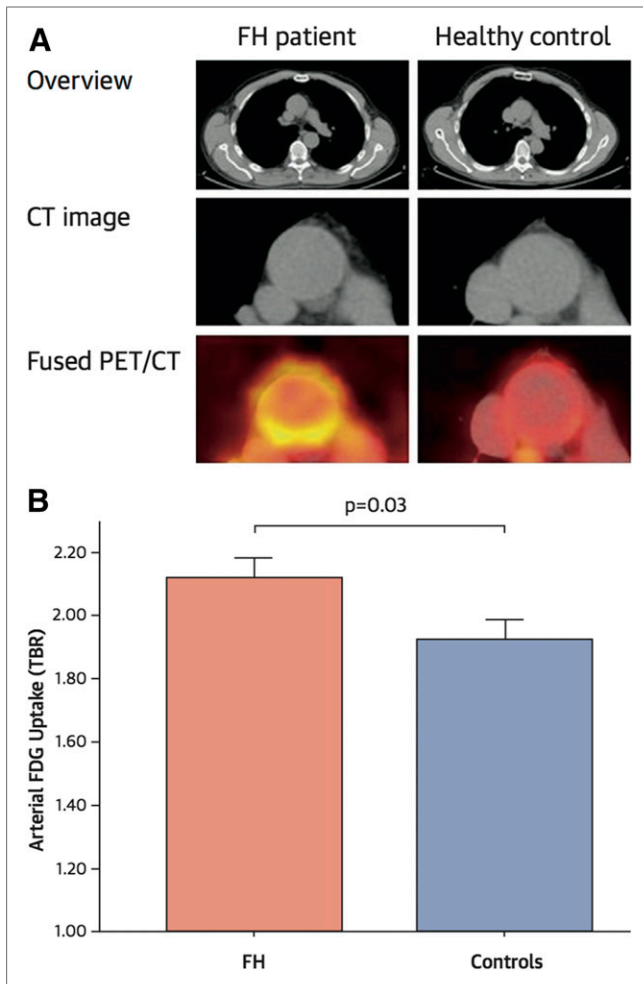 A
FH patient
Healthy control
Overview
CT image
Fused PET/CT
B
p=0.03
Arterial FDG Uptake (TBR)
2.20
2.00
1.80
1.60
1.40
1.20
1.00
FH
Controls